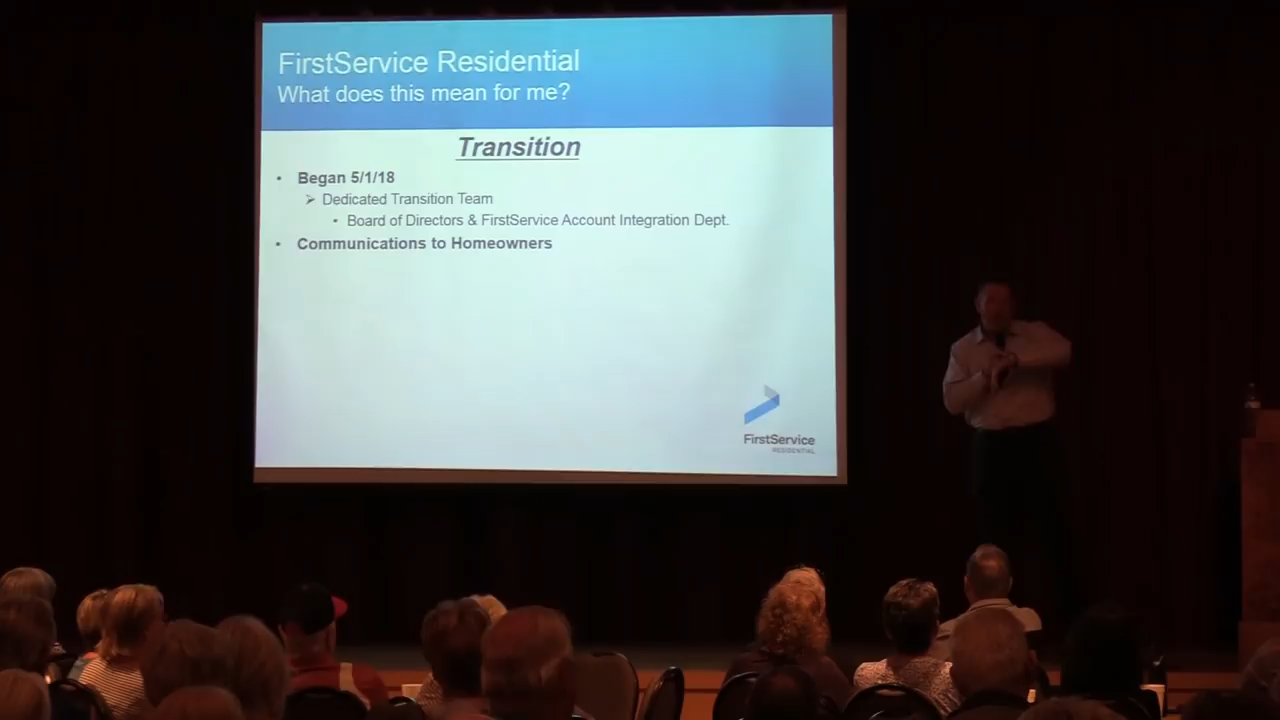 FirstService Residential
What does this mean for me?
Transition
• Began 5/1/18
➢ Dedicated Transition Team
• Board of Directors & FirstService Account Integration Dept.
• Communications to Homeowners
FirstService
RESIDENTIAL